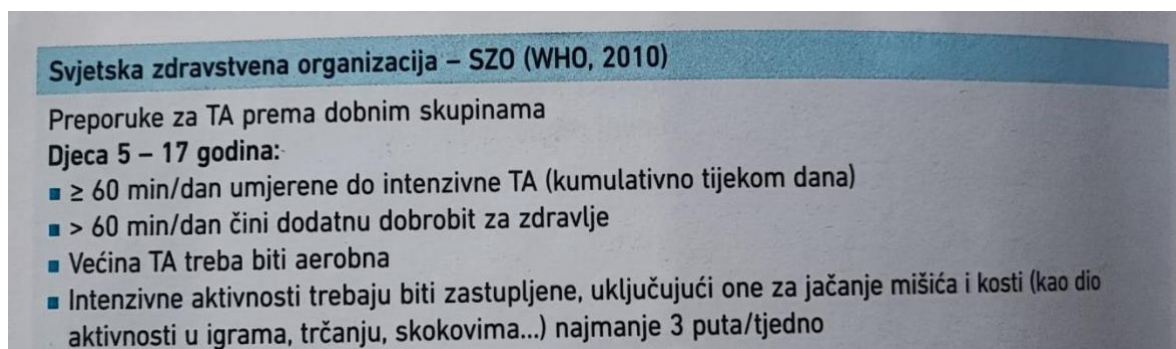 Svjetska zdravstvena organizacija – SZO (WHO, 2010)
Preporuke za TA prema dobnim skupinama
Djeca 5 – 17 godina:
▪ ≥ 60 min/dan umjerene do intenzivne TA (kumulativno tijekom dana)
▪ > 60 min/dan čini dodatnu dobrobit za zdravlje
▪ Većina TA treba biti aerobna
▪ Intenzivne aktivnosti trebaju biti zastupljene, uključujući one za jačanje mišića i kosti (kao dio
aktivnosti u igrama, trčanju, skokovima...) najmanje 3 puta/tjedno